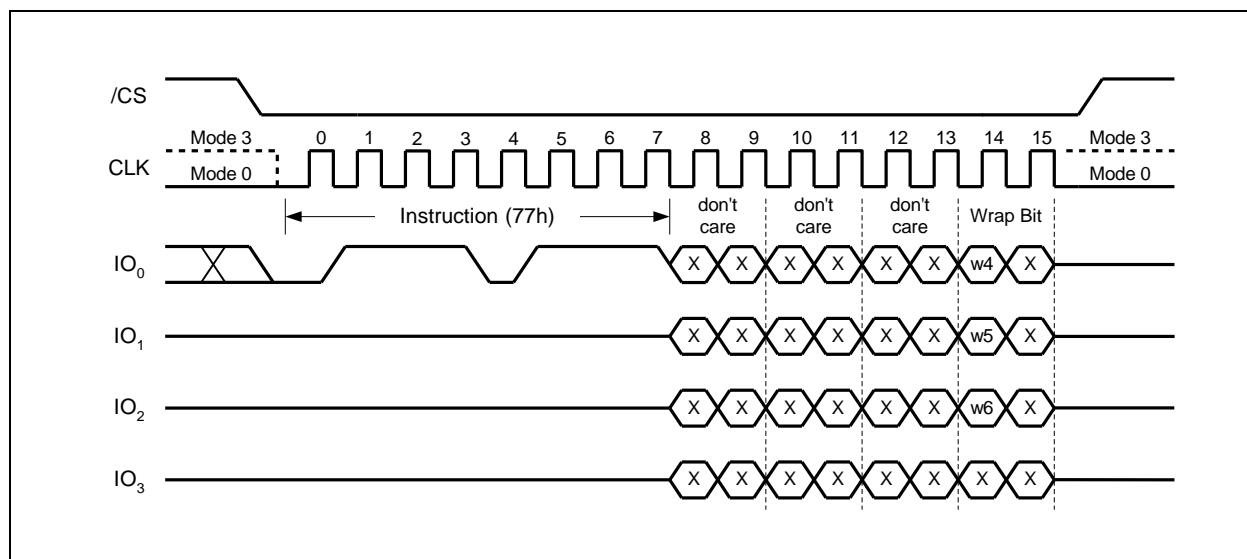 /CS
Mode 3 0 1 2 3 4 5 6 7 8 9 10 11 12 13 14 15 Mode 3
CLK
Mode 0 Mode 0
Instruction (77h) don't care don't care don't care Wrap Bit
IO0 X X X X X X w4 X
IO1 X X X X X X w5 X
IO2 X X X X X X w6 X
IO3 X X X X X X X X